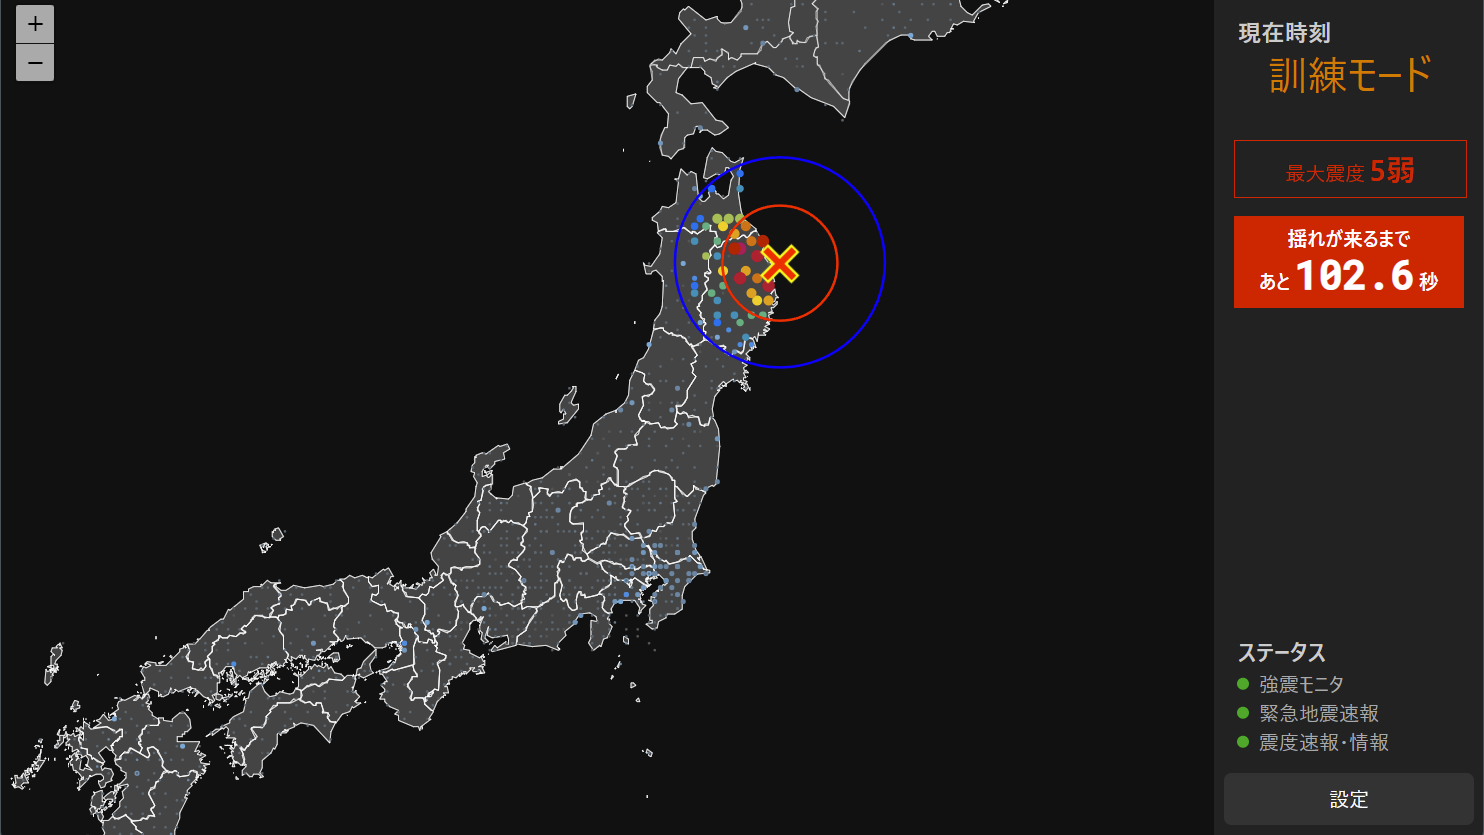 +
−
現在時刻
訓練モード
最大震度 5弱
揺れが来るまで
あと 102.6 秒
ステータス
強震モニタ
緊急地震速報
震度速報・情報
設定